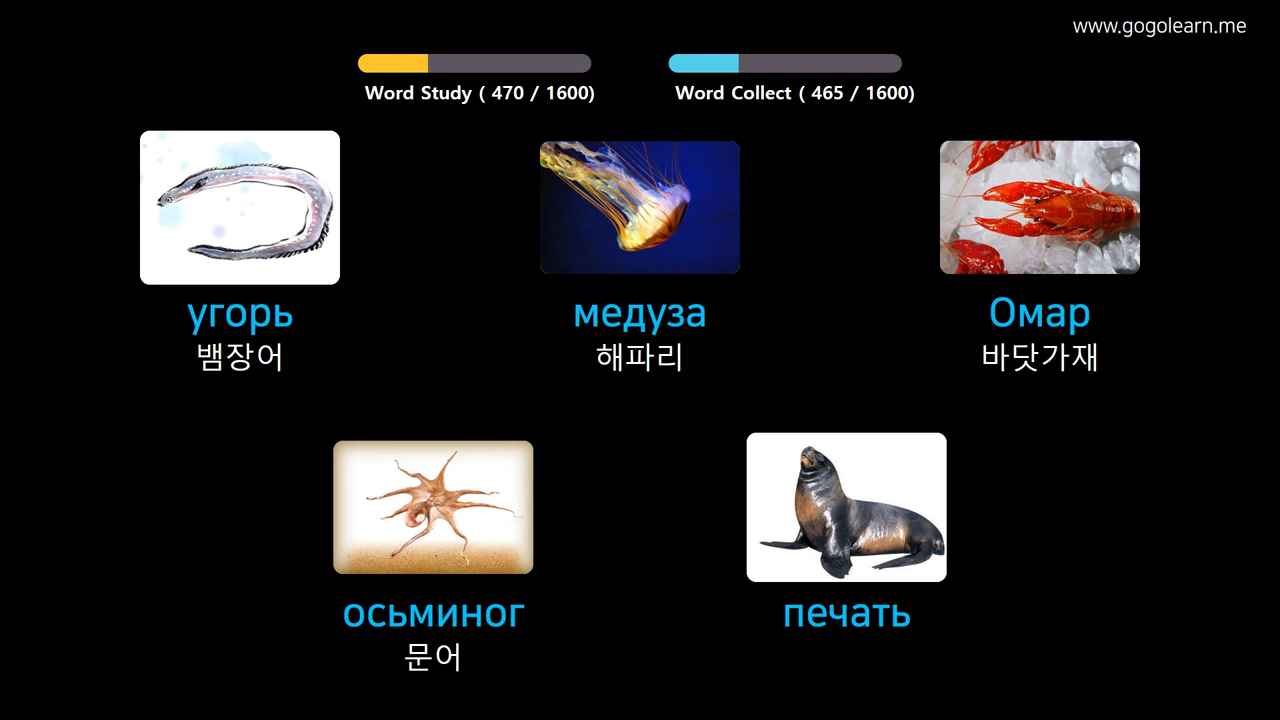 www.gogolearn.me
Word Study ( 470 / 1600)
Word Collect ( 465 / 1600)
угорь
뱀장어
медуза
해파리
Омар
바닷가재
осьминог
문어
печать